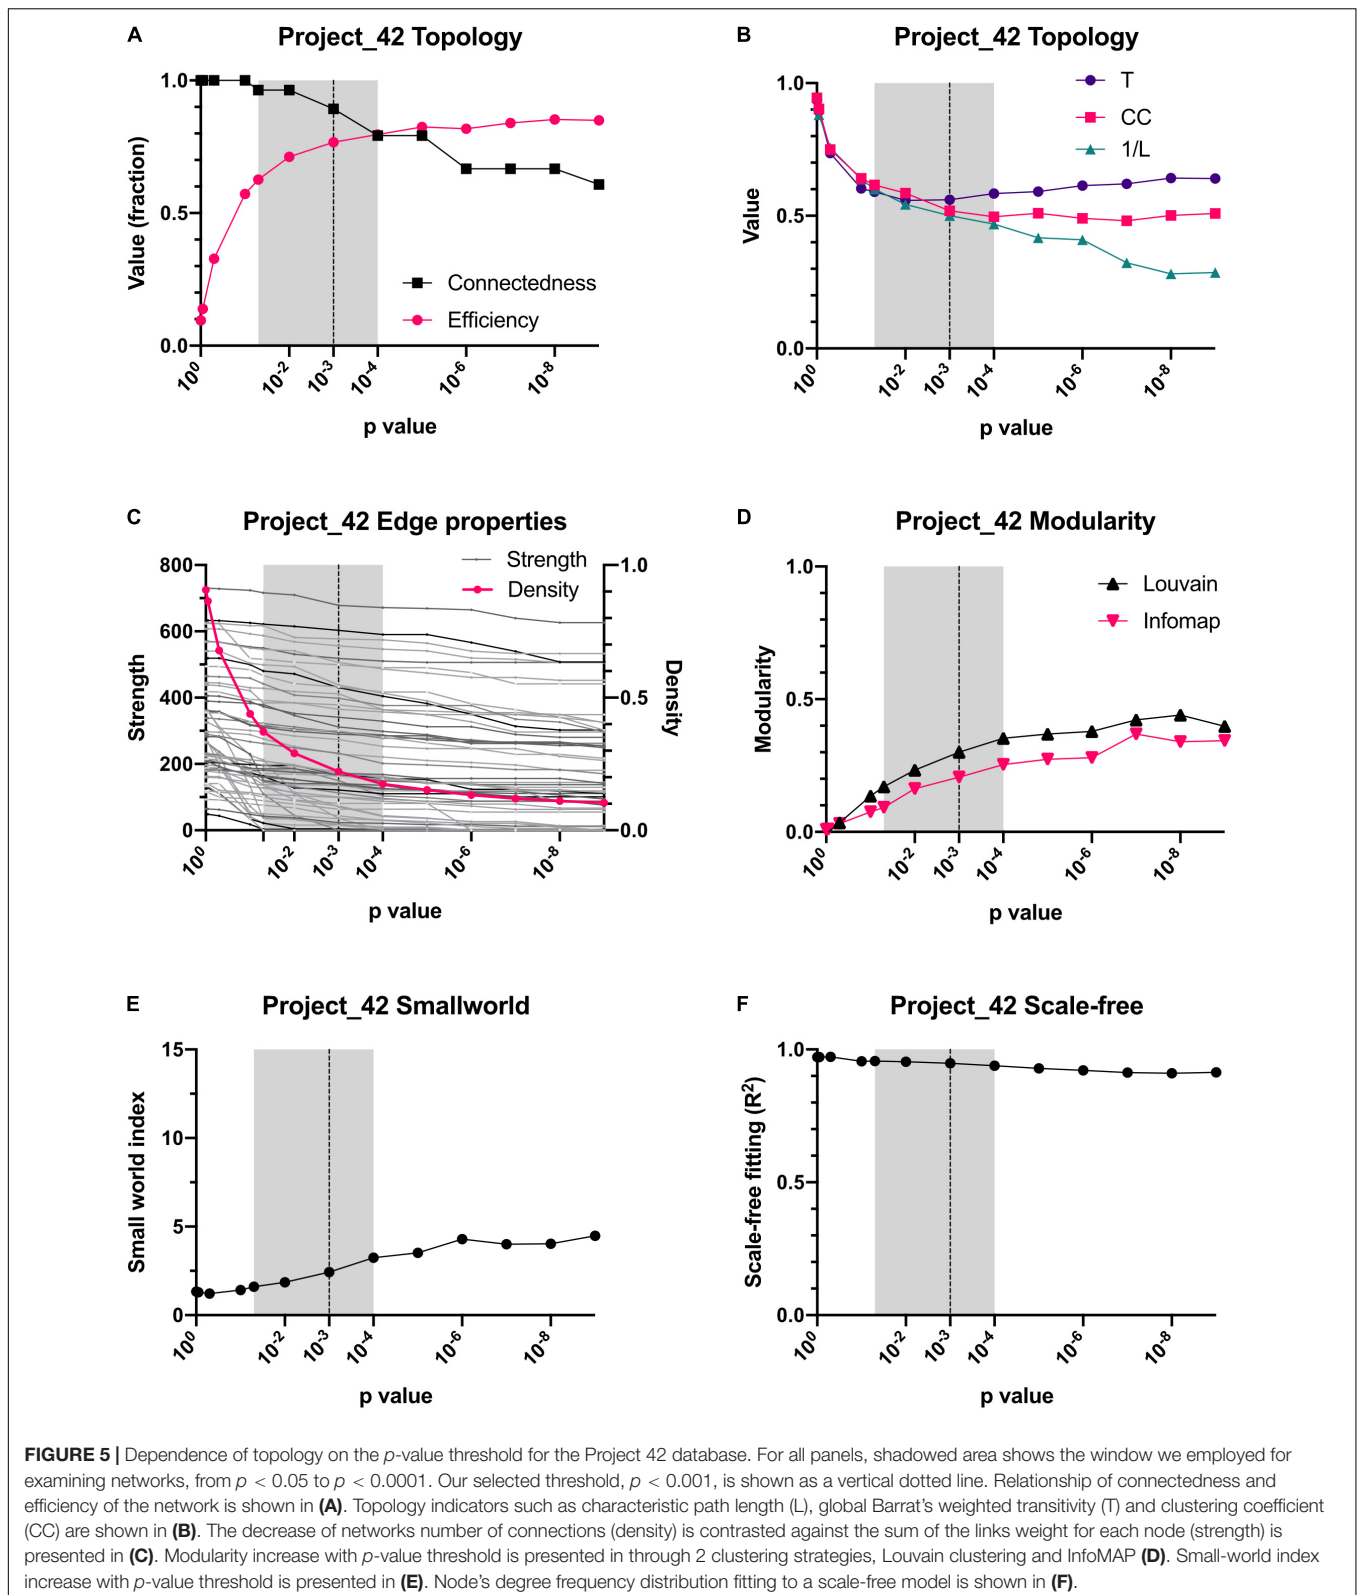 A
Project_42 Topology
1.0
0.5
0.0
Value (fraction)
Connectedness
Efficiency
10^0
10^-2
10^-3
10^-4
10^-6
10^-8
p value
B
Project_42 Topology
T
CC
1/L
1.0
0.5
0.0
Value
10^0
10^-2
10^-3
10^-4
10^-6
10^-8
p value
C
Project_42 Edge properties
Strength
Density
800
600
400
200
0
Strength
1.0
0.5
0.0
Density
10^0
10^-2
10^-3
10^-4
10^-6
10^-8
p value
D
Project_42 Modularity
Louvain
Infomap
1.0
0.5
0.0
Modularity
10^0
10^-2
10^-3
10^-4
10^-6
10^-8
p value
E
Project_42 Smallworld
15
10
5
0
Small world index
10^0
10^-2
10^-3
10^-4
10^-6
10^-8
p value
F
Project_42 Scale-free
1.0
0.5
0.0
Scale-free fitting (R²)
10^0
10^-2
10^-3
10^-4
10^-6
10^-8
p value
FIGURE 5 | Dependence of topology on the p-value threshold for the Project 42 database. For all panels, shadowed area shows the window we employed for
examining networks, from p < 0.05 to p < 0.0001. Our selected threshold, p < 0.001, is shown as a vertical dotted line. Relationship of connectedness and
efficiency of the network is shown in (A). Topology indicators such as characteristic path length (L), global Barrat's weighted transitivity (T) and clustering coefficient
(CC) are shown in (B). The decrease of networks number of connections (density) is contrasted against the sum of the links weight for each node (strength) is
presented in (C). Modularity increase with p-value threshold is presented in through 2 clustering strategies, Louvain clustering and InfoMAP (D). Small-world index
increase with p-value threshold is presented in (E). Node's degree frequency distribution fitting to a scale-free model is shown in (F).